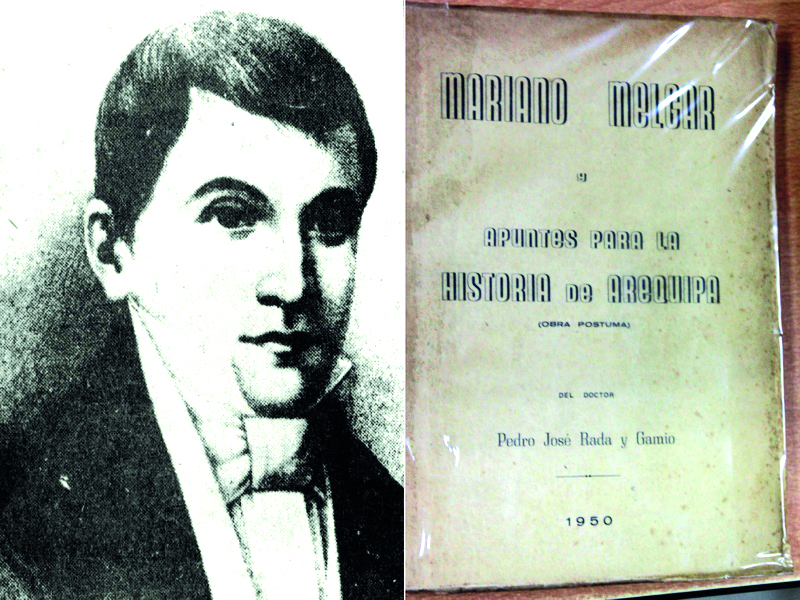 MARIANO MELGAR
y
APUNTES PARA LA
HISTORIA DE AREQUIPA
(OBRA POSTUMA)
DEL DOCTOR
Pedro José Rada y Gamio
1950